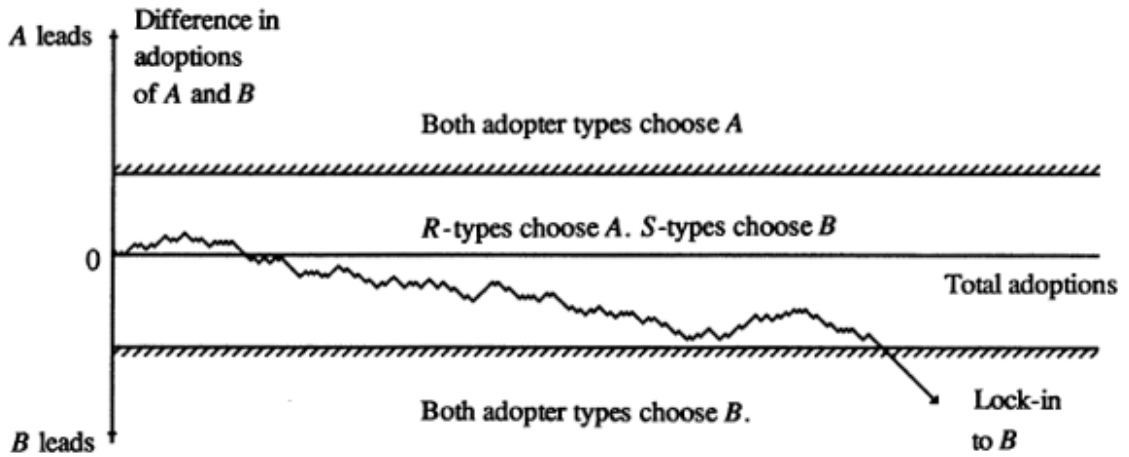 A leads
Difference in
adoptions
of A and B
Both adopter types choose A
R-types choose A. S-types choose B
0
Total adoptions
Both adopter types choose B.
Lock-in
to B
B leads